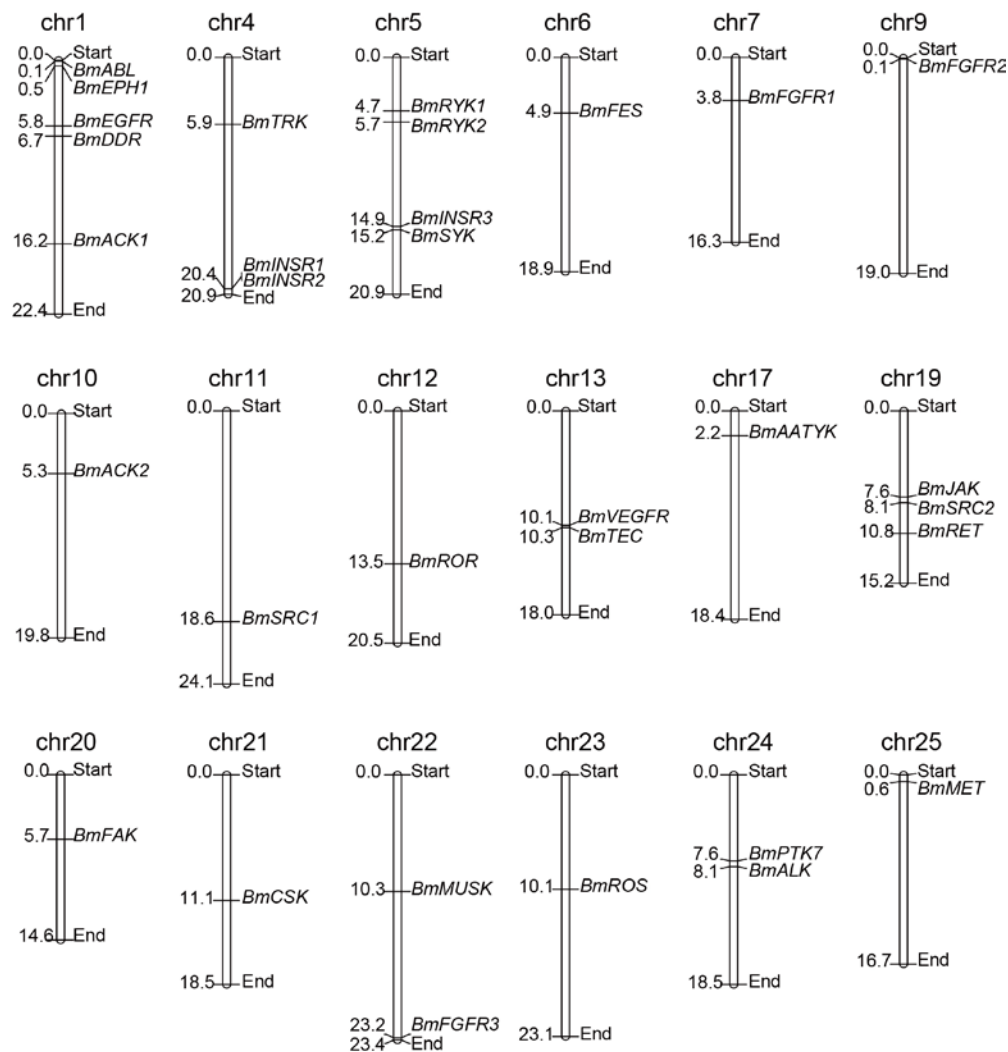 chr1
0.0 Start
0.1 BmABL
0.5 BmEPH1
5.8 BmEGFR
6.7 BmDDR
16.2 BmACK1
22.4 End
chr4
0.0 Start
5.9 BmTRK
BmINSR1
20.4 BmINSR2
20.9 End
chr5
0.0 Start
4.7 BmRYK1
5.7 BmRYK2
14.9 BmINSR3
15.2 BmSYK
20.9 End
chr6
0.0 Start
4.9 BmFES
18.9 End
chr7
0.0 Start
3.8 BmFGFR1
16.3 End
chr9
0.0 Start
0.1 BmFGFR2
19.0 End
chr10
0.0 Start
5.3 BmACK2
19.8 End
chr11
0.0 Start
18.6 BmSRC1
24.1 End
chr12
0.0 Start
13.5 BmROR
20.5 End
chr13
0.0 Start
10.1 BmVEGFR
10.3 BmTEC
18.0 End
chr17
0.0 Start
2.2 BmAATYK
18.4 End
chr19
0.0 Start
7.6 BmJAK
8.1 BmSRC2
10.8 BmRET
15.2 End
chr20
0.0 Start
5.7 BmFAK
14.6 End
chr21
0.0 Start
11.1 BmCSK
18.5 End
chr22
0.0 Start
10.3 BmMUSK
23.2 BmFGFR3
23.4 End
chr23
0.0 Start
10.1 BmROS
23.1 End
chr24
0.0 Start
7.6 BmPTK7
8.1 BmALK
18.5 End
chr25
0.0 Start
0.6 BmMET
16.7 End